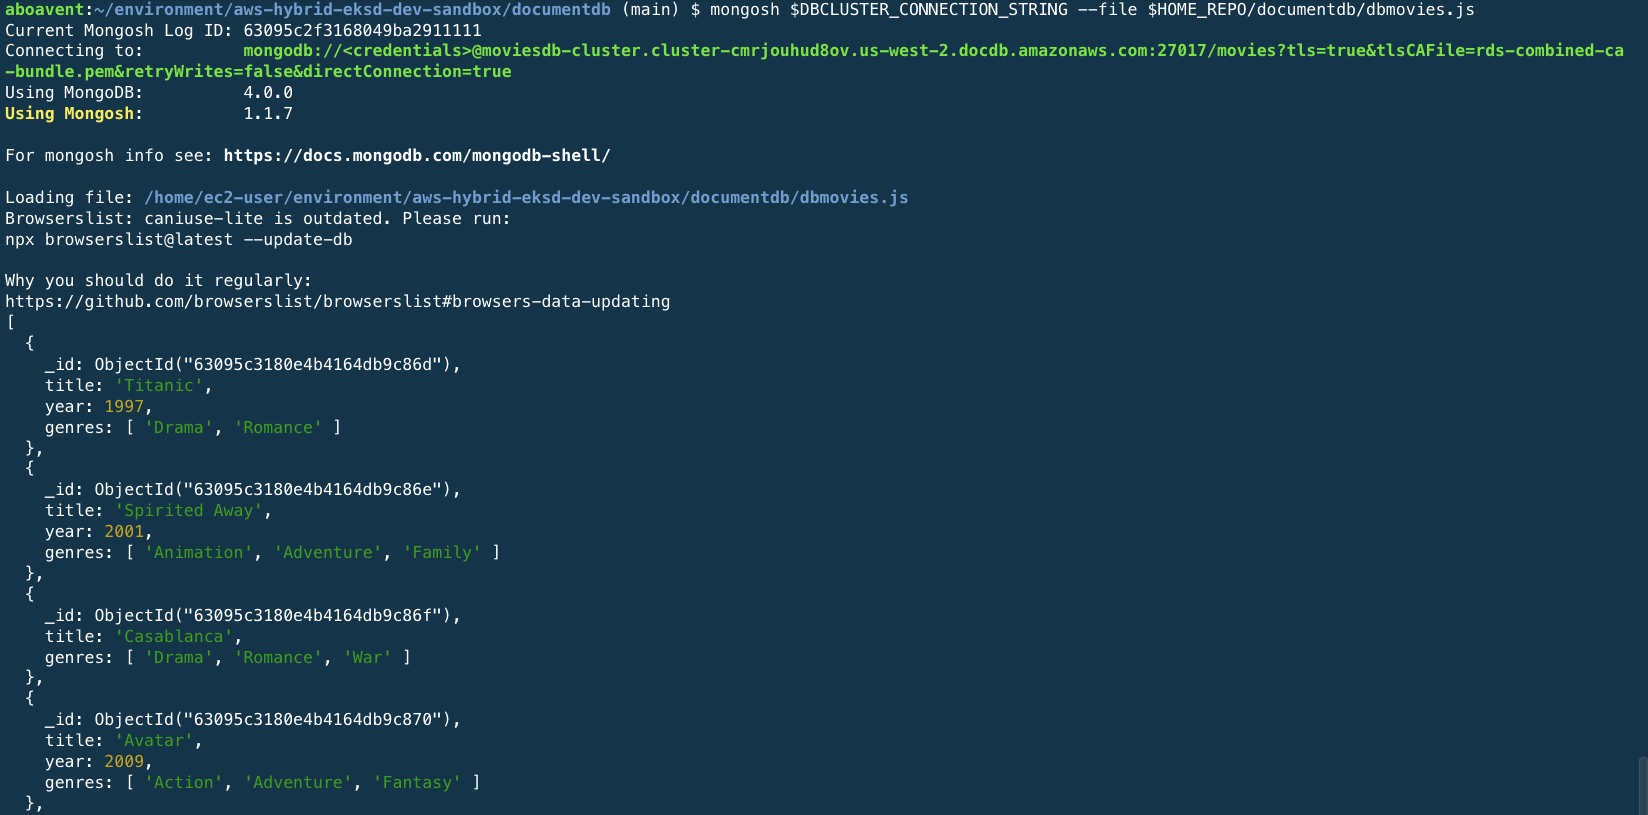 aboavent:~/environment/aws-hybrid-eksd-dev-sandbox/documentdb (main) $ mongosh $DBCLUSTER_CONNECTION_STRING --file $HOME_REPO/documentdb/dbmovies.js
Current Mongosh Log ID: 63095c2f3168049ba2911111
Connecting to:          mongodb://<credentials>@moviesdb-cluster.cluster-cmrjouhud8ov.us-west-2.docdb.amazonaws.com:27017/movies?tls=true&tlsCAFile=rds-combined-ca
-bundle.pem&retryWrites=false&directConnection=true
Using MongoDB:          4.0.0
Using Mongosh:          1.1.7
For mongosh info see: https://docs.mongodb.com/mongodb-shell/
Loading file: /home/ec2-user/environment/aws-hybrid-eksd-dev-sandbox/documentdb/dbmovies.js
Browserslist: caniuse-lite is outdated. Please run:
npx browserslist@latest --update-db
Why you should do it regularly:
https://github.com/browserslist/browserslist#browsers-data-updating
[
  {
    _id: ObjectId("63095c3180e4b4164db9c86d"),
    title: 'Titanic',
    year: 1997,
    genres: [ 'Drama', 'Romance' ]
  },
  {
    _id: ObjectId("63095c3180e4b4164db9c86e"),
    title: 'Spirited Away',
    year: 2001,
    genres: [ 'Animation', 'Adventure', 'Family' ]
  },
  {
    _id: ObjectId("63095c3180e4b4164db9c86f"),
    title: 'Casablanca',
    genres: [ 'Drama', 'Romance', 'War' ]
  },
  {
    _id: ObjectId("63095c3180e4b4164db9c870"),
    title: 'Avatar',
    year: 2009,
    genres: [ 'Action', 'Adventure', 'Fantasy' ]
  },